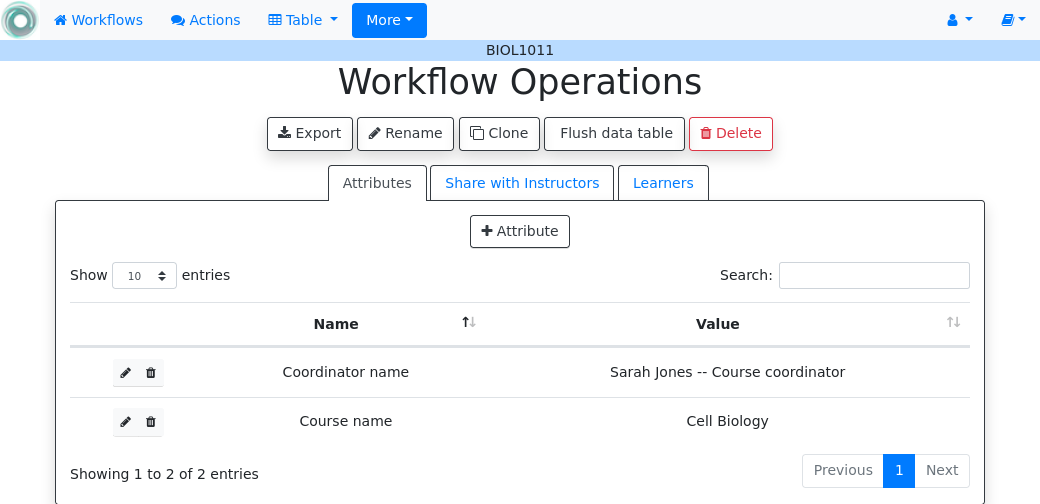 Workflows Actions Table More
BIOL1011
Workflow Operations
Export Rename Clone Flush data table Delete
Attributes Share with Instructors Learners
Attribute
Show 10 entries Search:
Name Value
Coordinator name Sarah Jones -- Course coordinator
Course name Cell Biology
Showing 1 to 2 of 2 entries Previous 1 Next